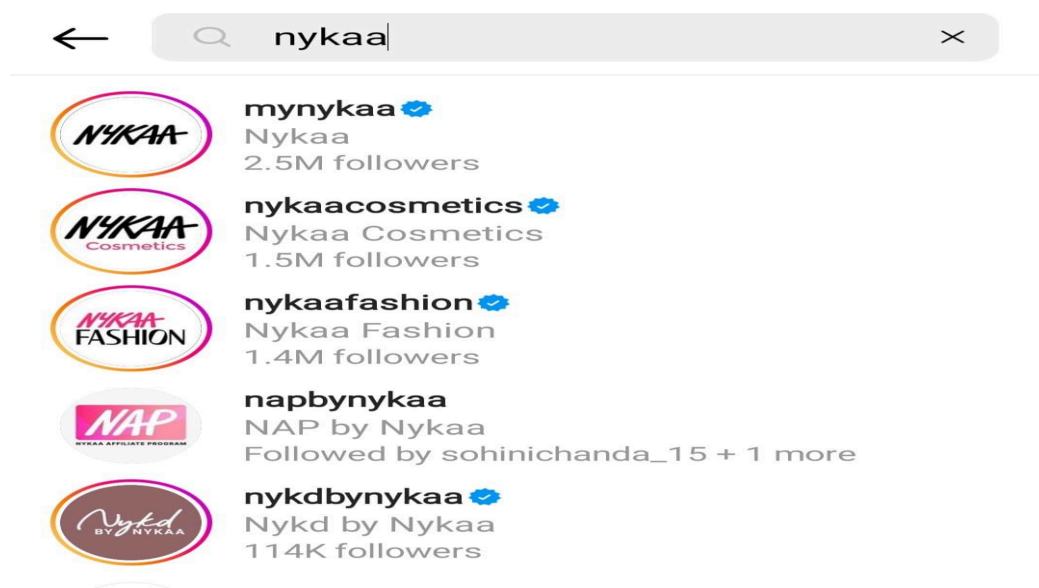 nykaa
NYKAA
mynykaa
Nykaa
2.5M followers
NYKAA
Cosmetics
nykaacosmetics
Nykaa Cosmetics
1.5M followers
NYKAA
FASHION
nykaafashion
Nykaa Fashion
1.4M followers
NAP
NYKAA AFFILIATE PROGRAM
napbynykaa
NAP by Nykaa
Followed by sohinichanda_15 + 1 more
Nykd
BY NYKAA
nykdbynykaa
Nykd by Nykaa
114K followers